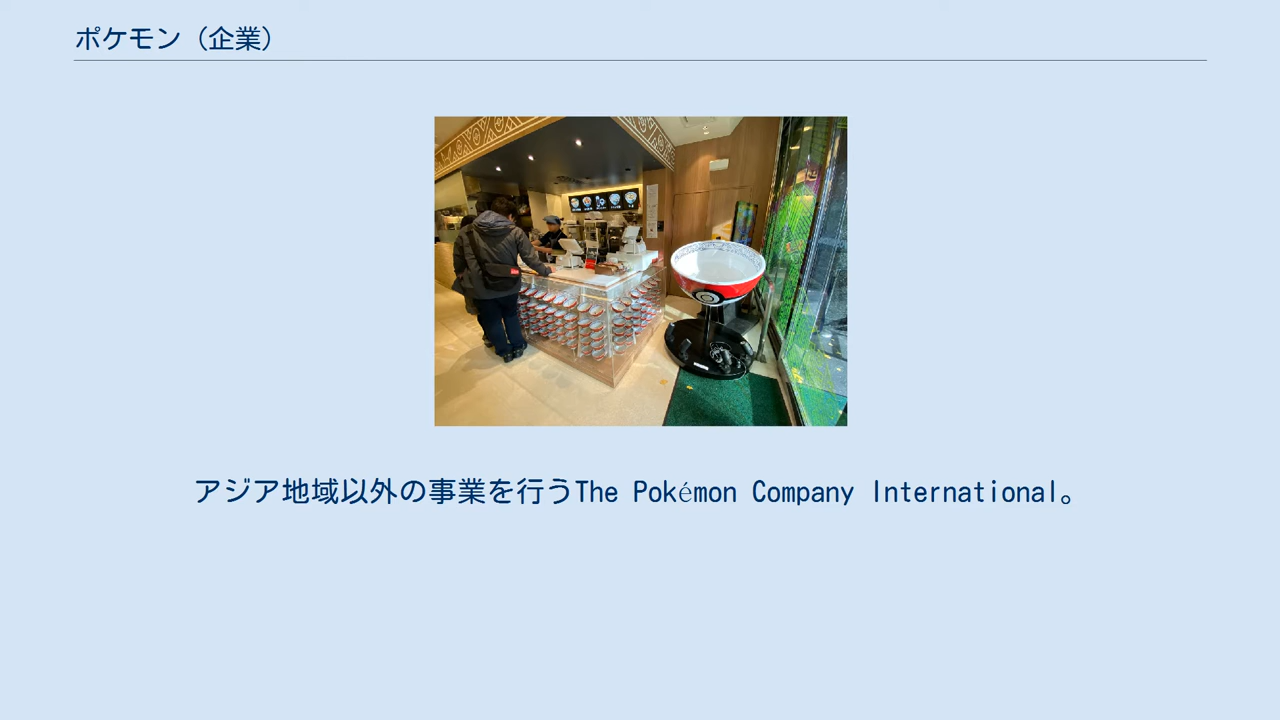 ポケモン（企業）
アジア地域以外の事業を行うThe Pokémon Company International。